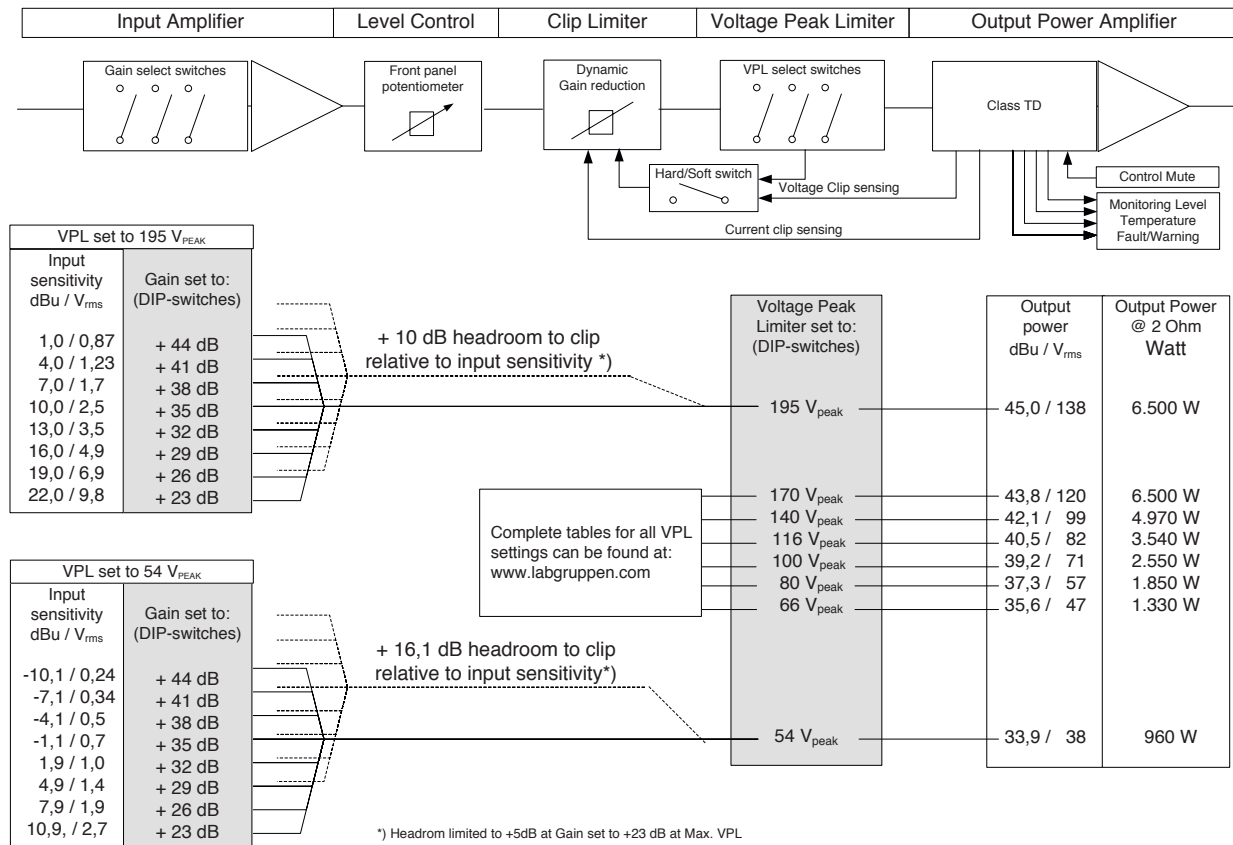 Input Amplifier
Level Control
Clip Limiter
Voltage Peak Limiter
Output Power Amplifier
Gain select switches
Front panel
potentiometer
Dynamic
Gain reduction
VPL select switches
Class TD
Hard/Soft switch
Voltage Clip sensing
Current clip sensing
Control Mute
Monitoring Level
Temperature
Fault/Warning
VPL set to 195 VPEAK
Input
sensitivity
dBu / Vrms
Gain set to:
(DIP-switches)
1,0 / 0,87 + 44 dB
4,0 / 1,23 + 41 dB
7,0 / 1,7 + 38 dB
10,0 / 2,5 + 35 dB
13,0 / 3,5 + 32 dB
16,0 / 4,9 + 29 dB
19,0 / 6,9 + 26 dB
22,0 / 9,8 + 23 dB
+ 10 dB headroom to clip
relative to input sensitivity *)
Voltage Peak
Limiter set to:
(DIP-switches)
Output
power
dBu / Vrms
Output Power
@ 2 Ohm
Watt
195 Vpeak 45,0 / 138 6.500 W
Complete tables for all VPL
settings can be found at:
www.labgruppen.com
170 Vpeak 43,8 / 120 6.500 W
140 Vpeak 42,1 / 99 4.970 W
116 Vpeak 40,5 / 82 3.540 W
100 Vpeak 39,2 / 71 2.550 W
80 Vpeak 37,3 / 57 1.850 W
66 Vpeak 35,6 / 47 1.330 W
VPL set to 54 VPEAK
Input
sensitivity
dBu / Vrms
Gain set to:
(DIP-switches)
-10,1 / 0,24 + 44 dB
-7,1 / 0,34 + 41 dB
-4,1 / 0,5 + 38 dB
-1,1 / 0,7 + 35 dB
1,9 / 1,0 + 32 dB
4,9 / 1,4 + 29 dB
7,9 / 1,9 + 26 dB
10,9, / 2,7 + 23 dB
+ 16,1 dB headroom to clip
relative to input sensitivity*)
54 Vpeak 33,9 / 38 960 W
*) Headrom limited to +5dB at Gain set to +23 dB at Max. VPL